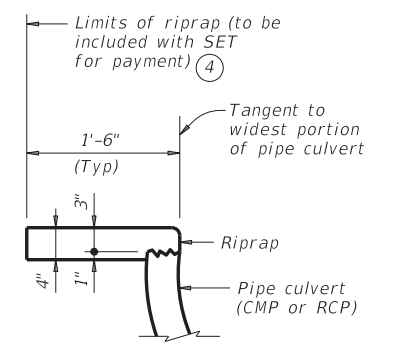 Limits of riprap (to be
included with SET
for payment) 4
Tangent to
widest portion
of pipe culvert
1'-6"
(Typ)
3"
Riprap
4"
1"
Pipe culvert
(CMP or RCP)